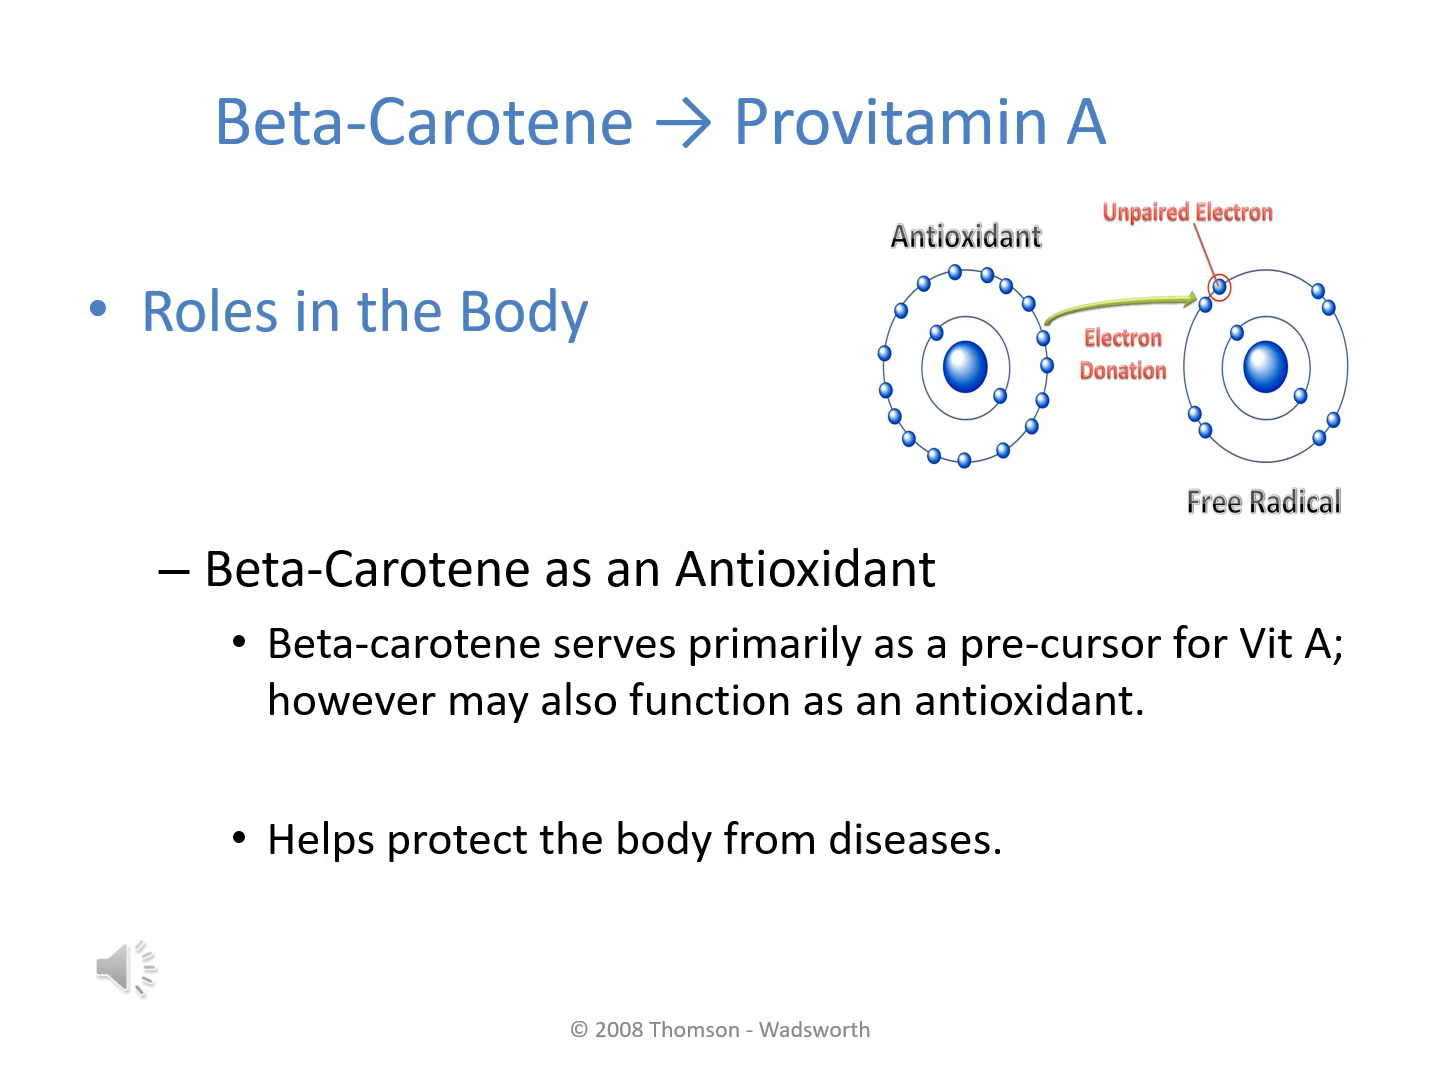 Beta-Carotene → Provitamin A
Unpaired Electron
Antioxidant
• Roles in the Body
Electron
Donation
Free Radical
– Beta-Carotene as an Antioxidant
• Beta-carotene serves primarily as a pre-cursor for Vit A;
however may also function as an antioxidant.
• Helps protect the body from diseases.
© 2008 Thomson - Wadsworth